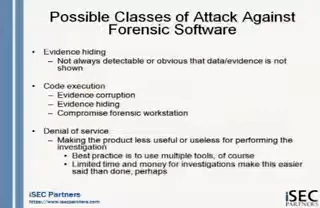 Possible Classes of Attack Against
Forensic Software
• Evidence hiding
– Not always detectable or obvious that data/evidence is not
shown
• Code execution
– Evidence corruption
– Evidence hiding
– Compromise forensic workstation
• Denial of service
– Making the product less useful or useless for performing the
investigation
• Best practice is to use multiple tools, of course
• Limited time and money for investigations make this easier
said than done, perhaps
iSEC Partners
https://www.isecpartners.com
iSEC
PARTNERS